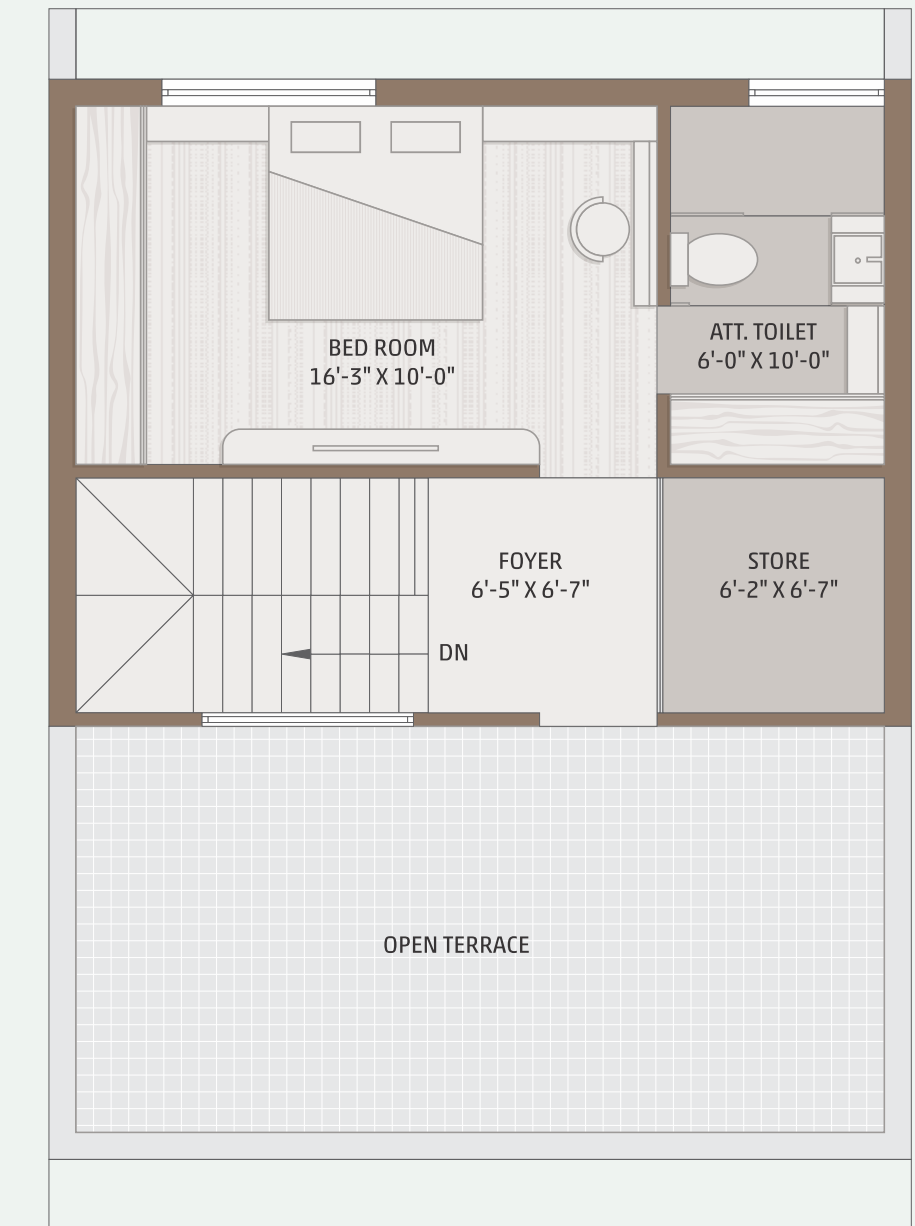 BED ROOM
16'-3" X 10'-0"
ATT. TOILET
6'-0" X 10'-0"
FOYER
6'-5" X 6'-7"
STORE
6'-2" X 6'-7"
DN
OPEN TERRACE